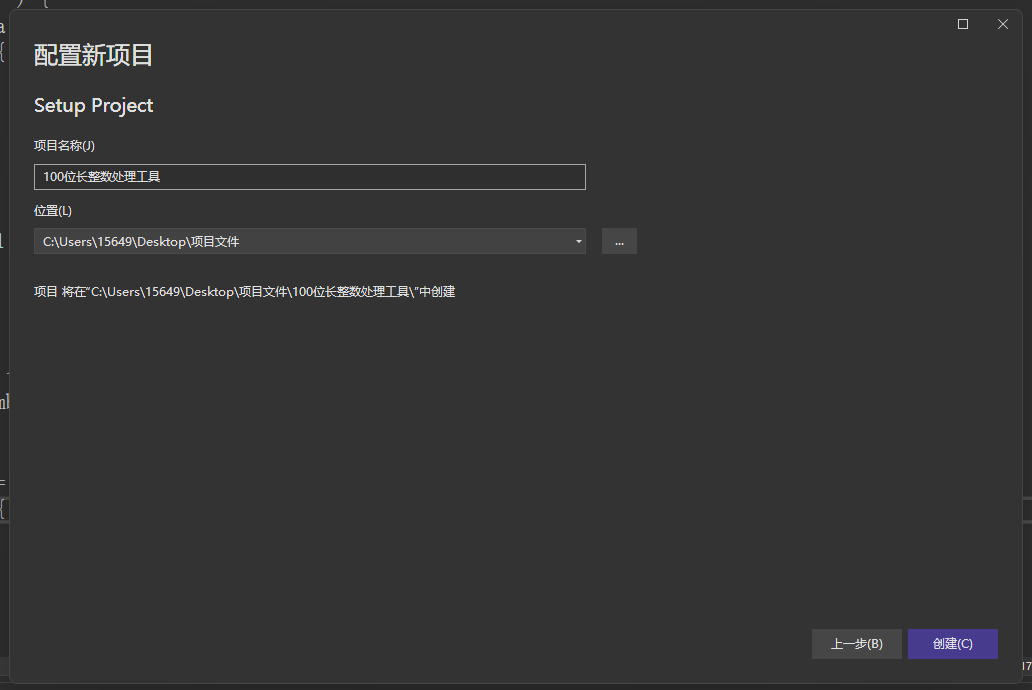 配置新项目
Setup Project
项目名称(J)
100位长整数处理工具
位置(L)
C:\Users\15649\Desktop\项目文件
...
项目 将在"C:\Users\15649\Desktop\项目文件\100位长整数处理工具\"中创建
上一步(B)
创建(C)